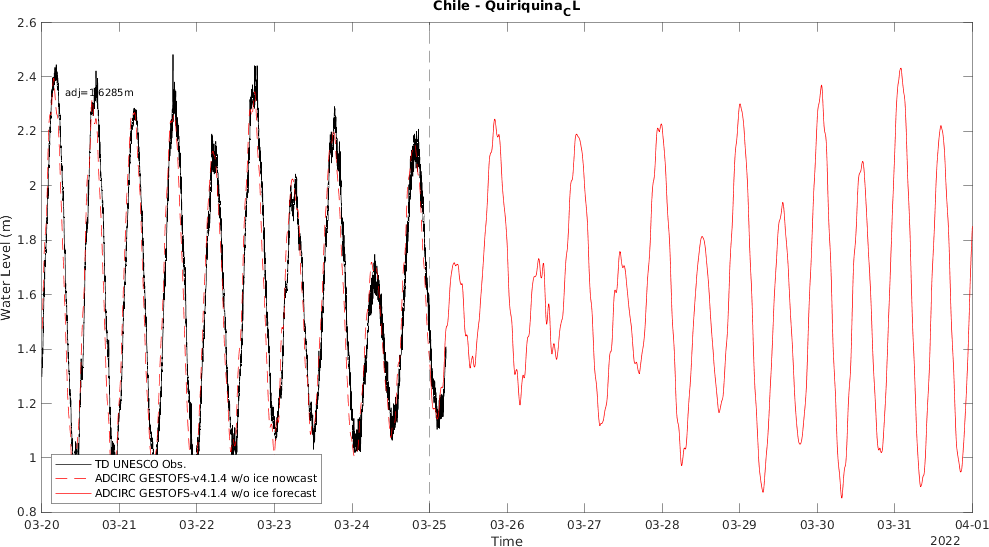 Chile - Quiriquina_CL
adj=1.6285m
Water Level (m)
2.6
2.4
2.2
2
1.8
1.6
1.4
1.2
1
0.8
TD UNESCO Obs.
ADCIRC GESTOFS-v4.1.4 w/o ice nowcast
ADCIRC GESTOFS-v4.1.4 w/o ice forecast
03-20 03-21 03-22 03-23 03-24 03-25 03-26 03-27 03-28 03-29 03-30 03-31 04-01
Time
2022